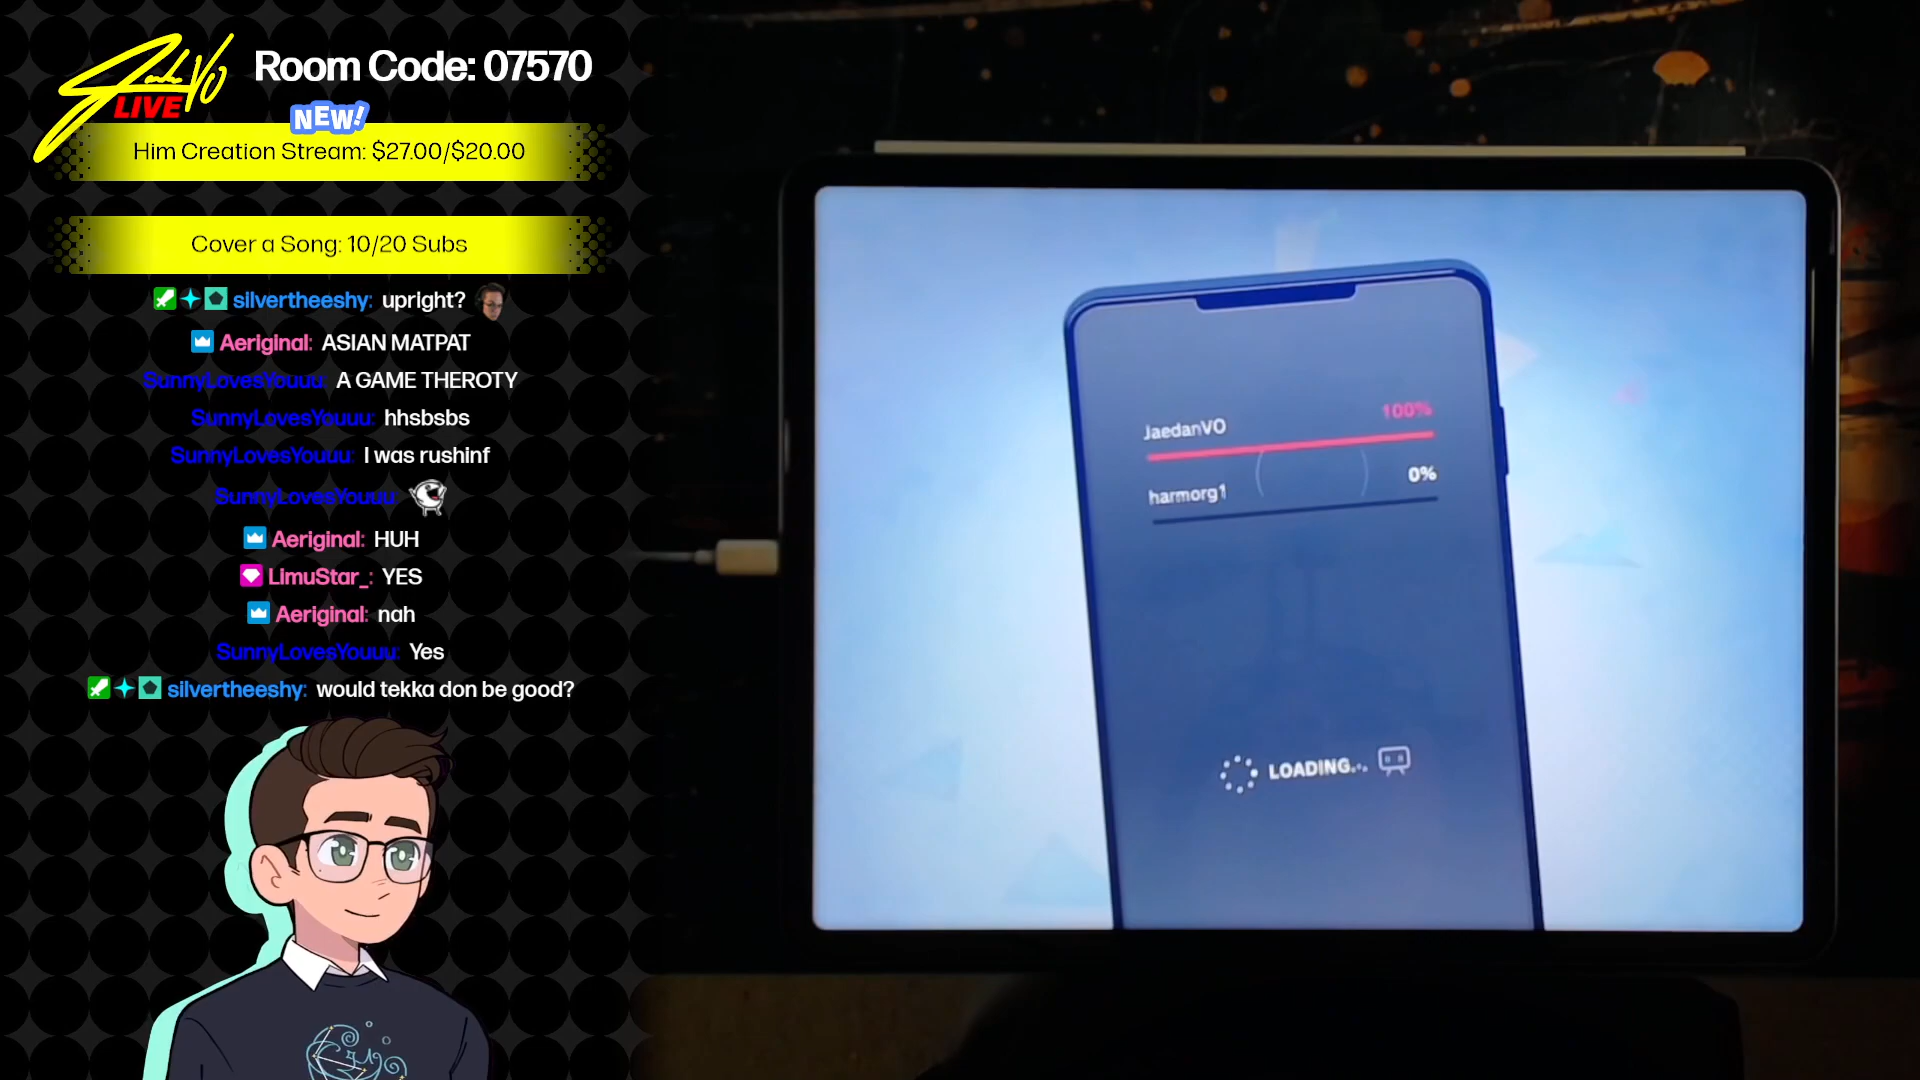 JaedanVO
LIVE
Room Code: 07570
NEW!
Him Creation Stream: $27.00/$20.00
Cover a Song: 10/20 Subs
silvertheeshy: upright?
Aeriginal: ASIAN MATPAT
SunnyLovesYouuu: A GAME THEROTY
SunnyLovesYouuu: hhsbsbs
SunnyLovesYouuu: I was rushinf
SunnyLovesYouuu:
Aeriginal: HUH
LimuStar_: YES
Aeriginal: nah
SunnyLovesYouuu: Yes
silvertheeshy: would tekka don be good?
JaedanVO 100%
harmorg1 0%
LOADING...